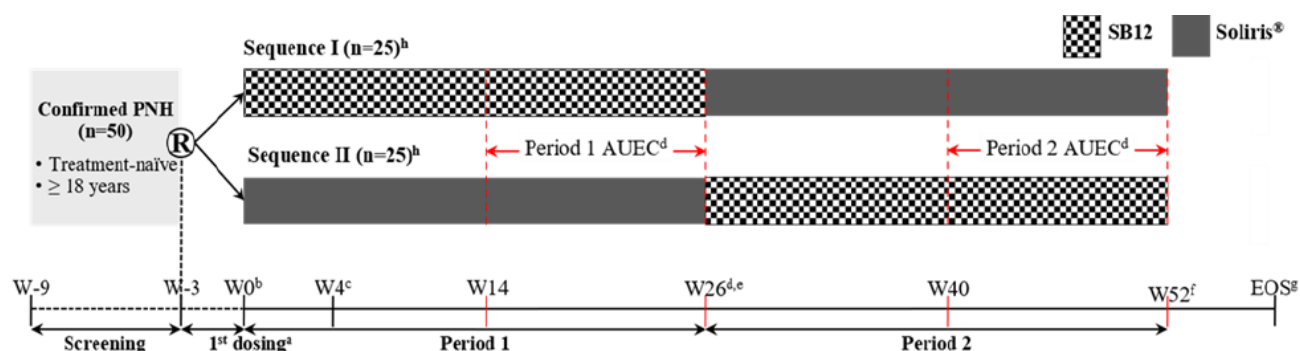 SB12
Soliris®
Sequence I (n=25)ʰ
Confirmed PNH
(n=50)
• Treatment-naïve
• ≥ 18 years
R
Period 1 AUECᵈ
Period 2 AUECᵈ
Sequence II (n=25)ʰ
W-9
W-3
W0ᵇ
W4ᶜ
W14
W26ᵈ,ᵉ
W40
W52ᶠ
EOSᵍ
Screening
1ˢᵗ dosingᵃ
Period 1
Period 2